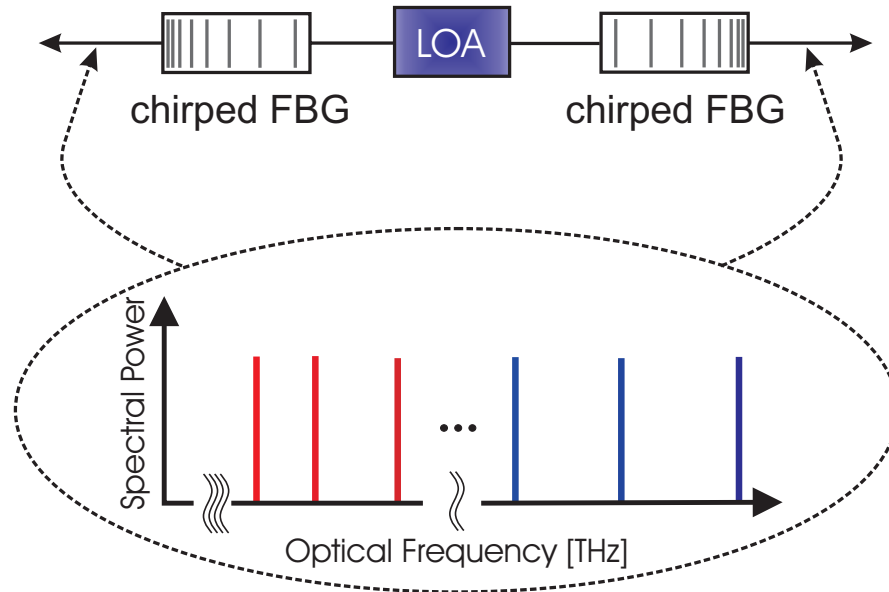 LOA
chirped FBG
chirped FBG
Spectral Power
...
Optical Frequency [THz]